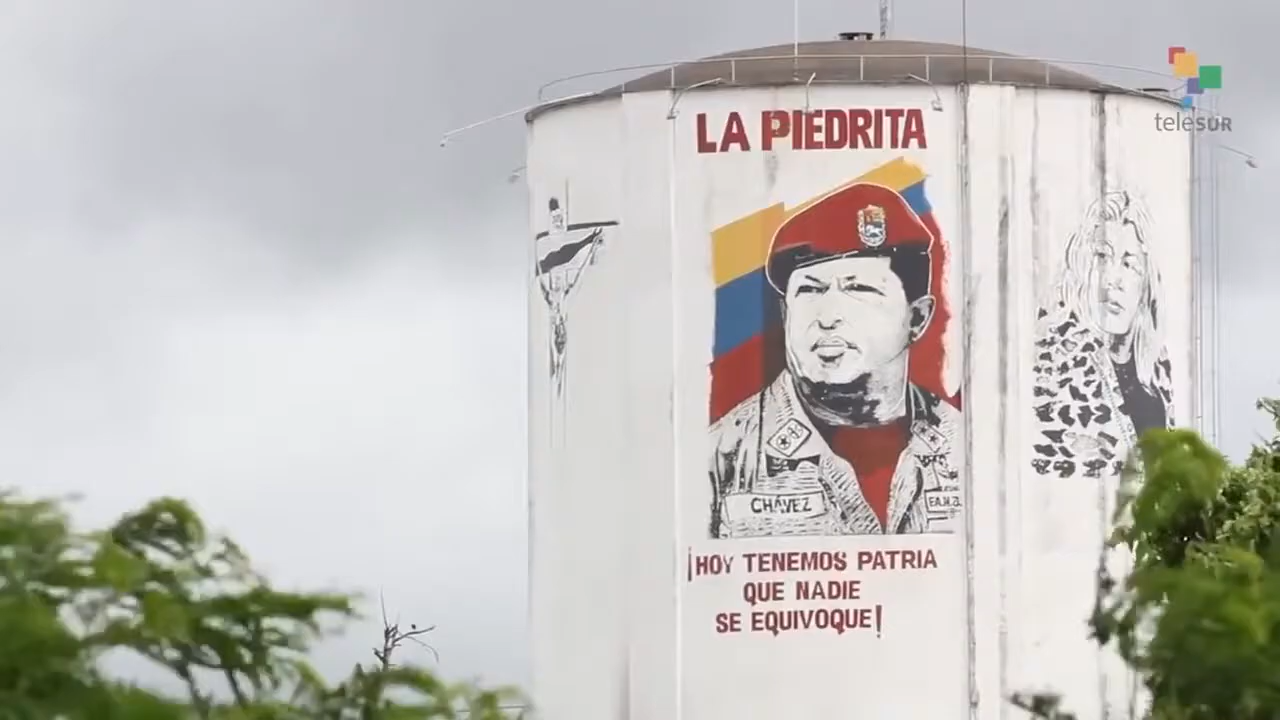 LA PIEDRITA
teleSUR
CHÁVEZ
¡HOY TENEMOS PATRIA
QUE NADIE
SE EQUIVOQUE!